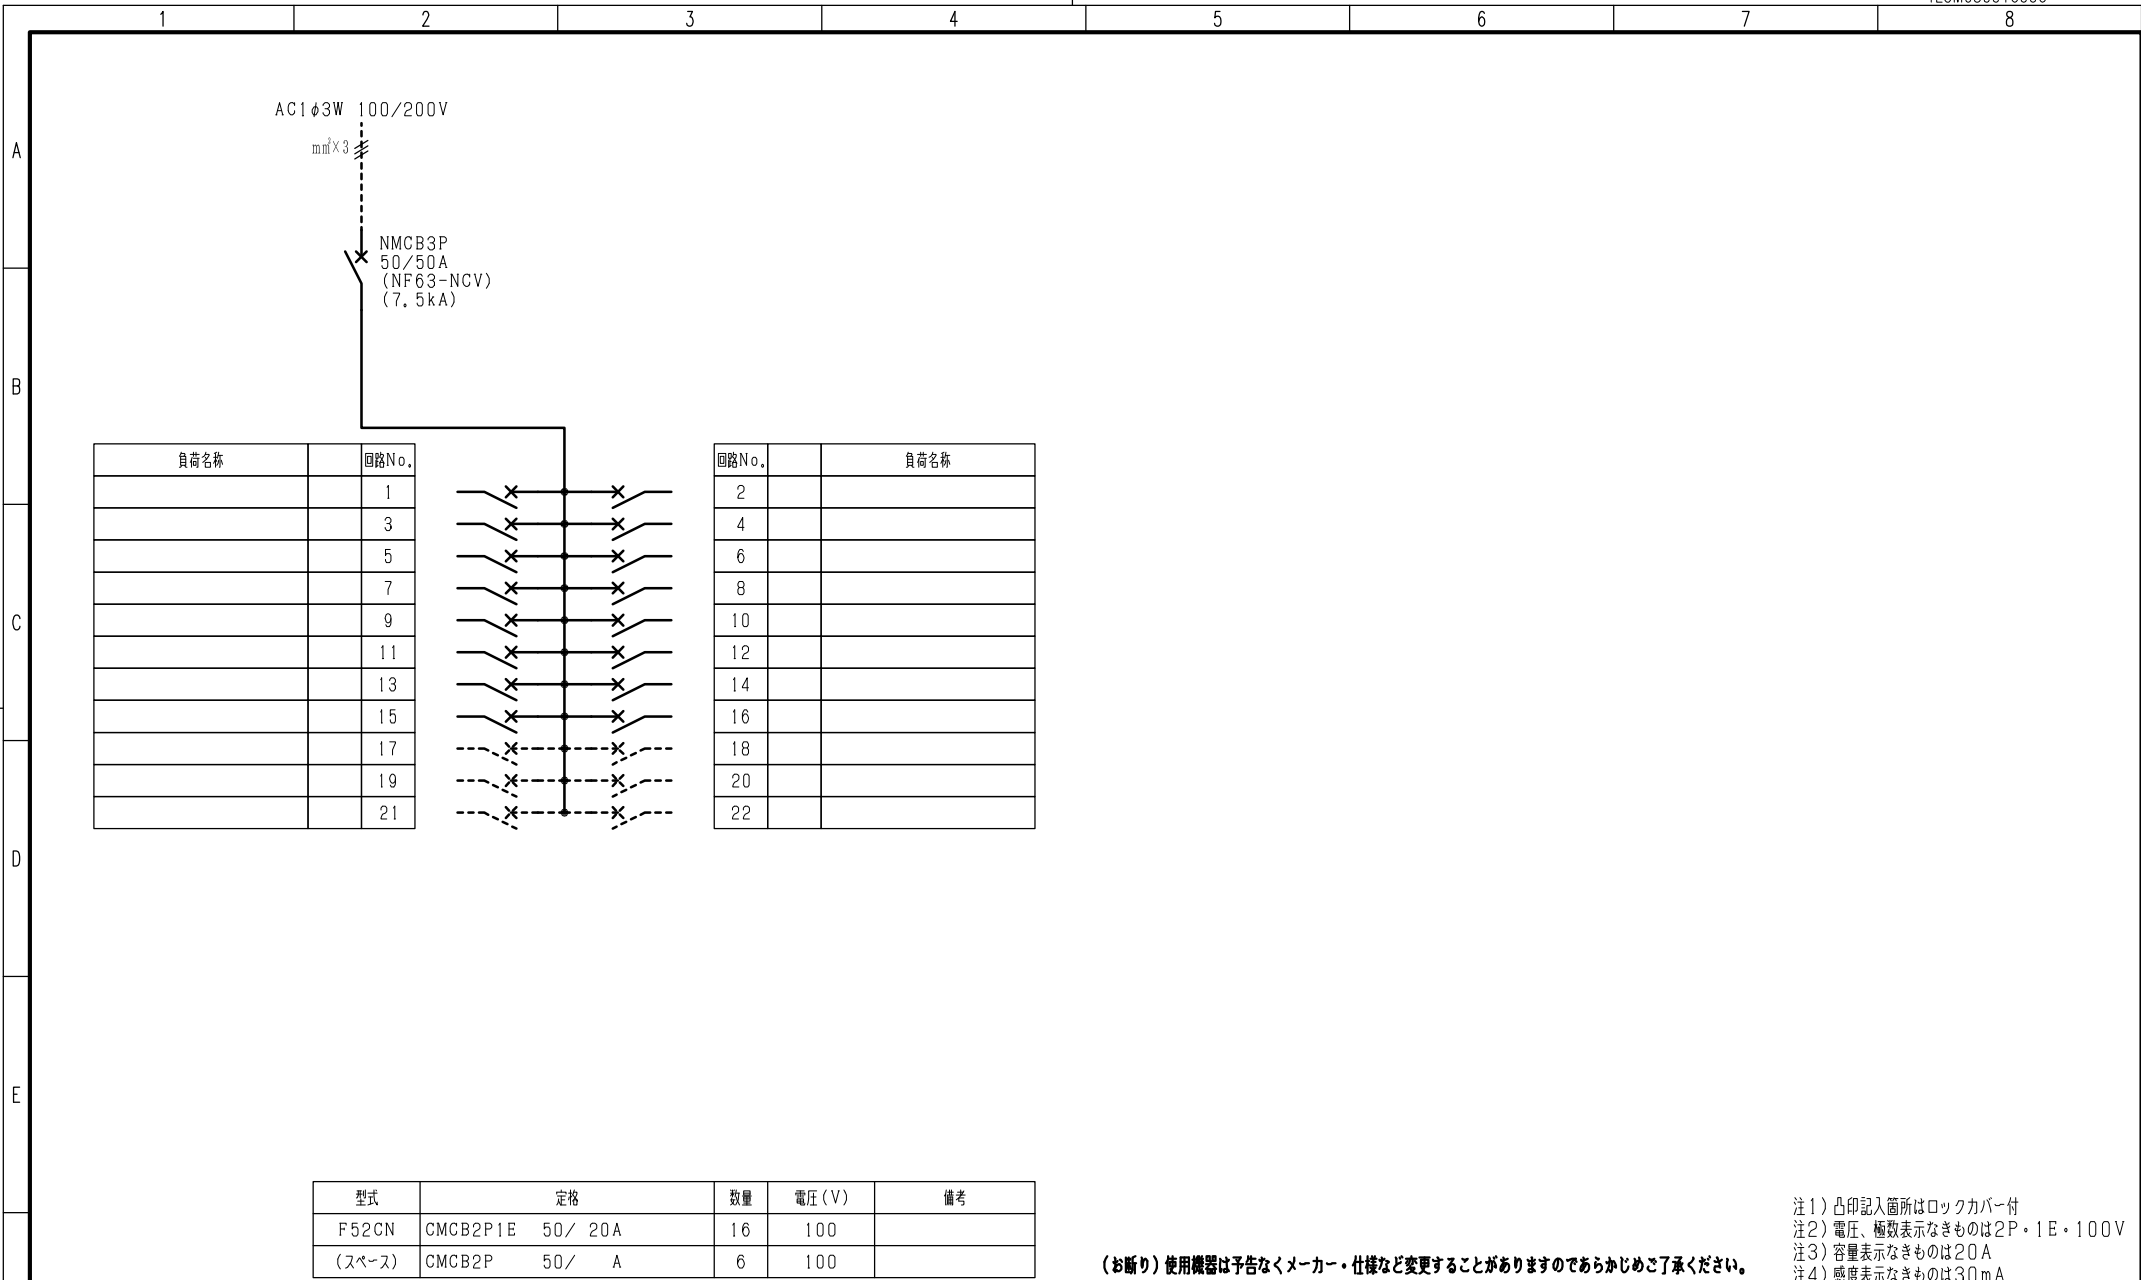 1 2 3 4 5 6 7 8
A
B
C
D
E
AC1φ3W 100/200V
m㎡×3
NMCB3P
50/50A
(NF63-NCV)
(7.5kA)
負荷名称 回路No. 回路No. 負荷名称
1 2
3 4
5 6
7 8
9 10
11 12
13 14
15 16
17 18
19 20
21 22
型式 定格 数量 電圧(V) 備考
F52CN CMCB2P1E 50/ 20A 16 100
(スペース) CMCB2P 50/ A 6 100
(お断り)使用機器は予告なくメーカー・仕様など変更することがありますのであらかじめご了承ください。
注1)凸印記入箇所はロックカバー付
注2)電圧、極数表示なきものは2P・1E・100V
注3)容量表示なきものは20A
注4)感度表示なきものは30mA